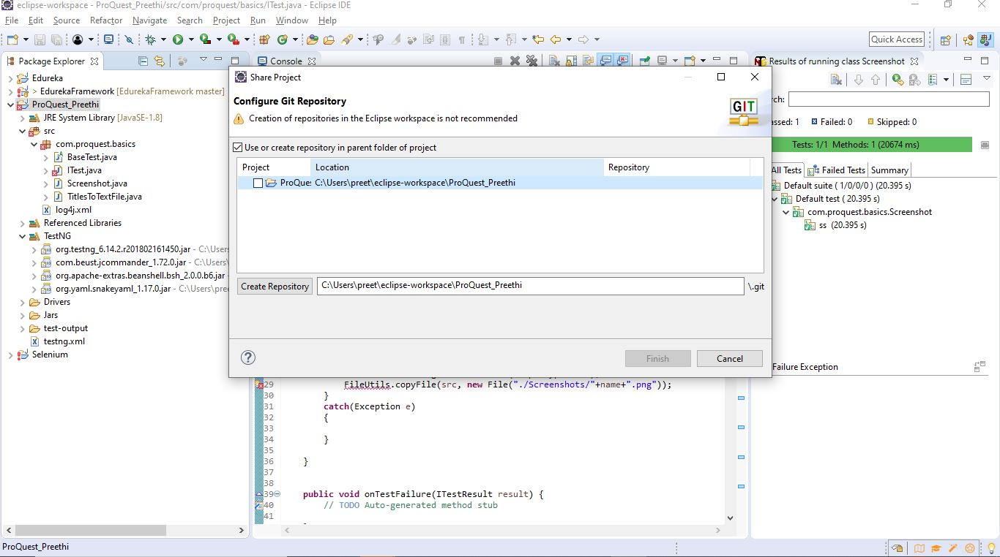 eclipse-workspace - ProQuest_Preethi/src/com/proquest/basics/ITest.java - Eclipse IDE
File Edit Source Refactor Navigate Search Project Run Window Help
Quick Access
Package Explorer
Edureka
> EdurekaFramework [EdurekaFramework master]
ProQuest_Preethi
JRE System Library [JavaSE-1.8]
src
com.proquest.basics
BaseTest.java
ITest.java
Screenshot.java
TitlesToTextFile.java
log4j.xml
Referenced Libraries
TestNG
org.testng_6.14.2.r201802161450.jar - C:\Users
com.beust.jcommander_1.72.0.jar - C:\Users
org.apache-extras.beanshell.bsh_2.0.0.b6.jar
org.yaml.snakeyaml_1.17.0.jar - C:\Users\pree
Drivers
Jars
test-output
testng.xml
Selenium
Console
Share Project
Configure Git Repository
Creation of repositories in the Eclipse workspace is not recommended
GIT
Use or create repository in parent folder of project
Project Location Repository
ProQues C:\Users\preet\eclipse-workspace\ProQuest_Preethi
Create Repository C:\Users\preet\eclipse-workspace\ProQuest_Preethi \.git
Finish Cancel
29 FileUtils.copyFile(src, new File("./Screenshots/"+name+".png"));
30 }
31 catch(Exception e)
32 {
33
34 }
35
36 }
37
38
39 public void onTestFailure(ITestResult result) {
40 // TODO Auto-generated method stub
41
Results of running class Screenshot
rch:
assed: 1 Failed: 0 Skipped: 0
Tests: 1/1 Methods: 1 (20674 ms)
All Tests Failed Tests Summary
Default suite ( 1/0/0/0 ) (20.395 s)
Default test ( 20.395 s)
com.proquest.basics.Screenshot
ss (20.395 s)
Failure Exception
ProQuest_Preethi